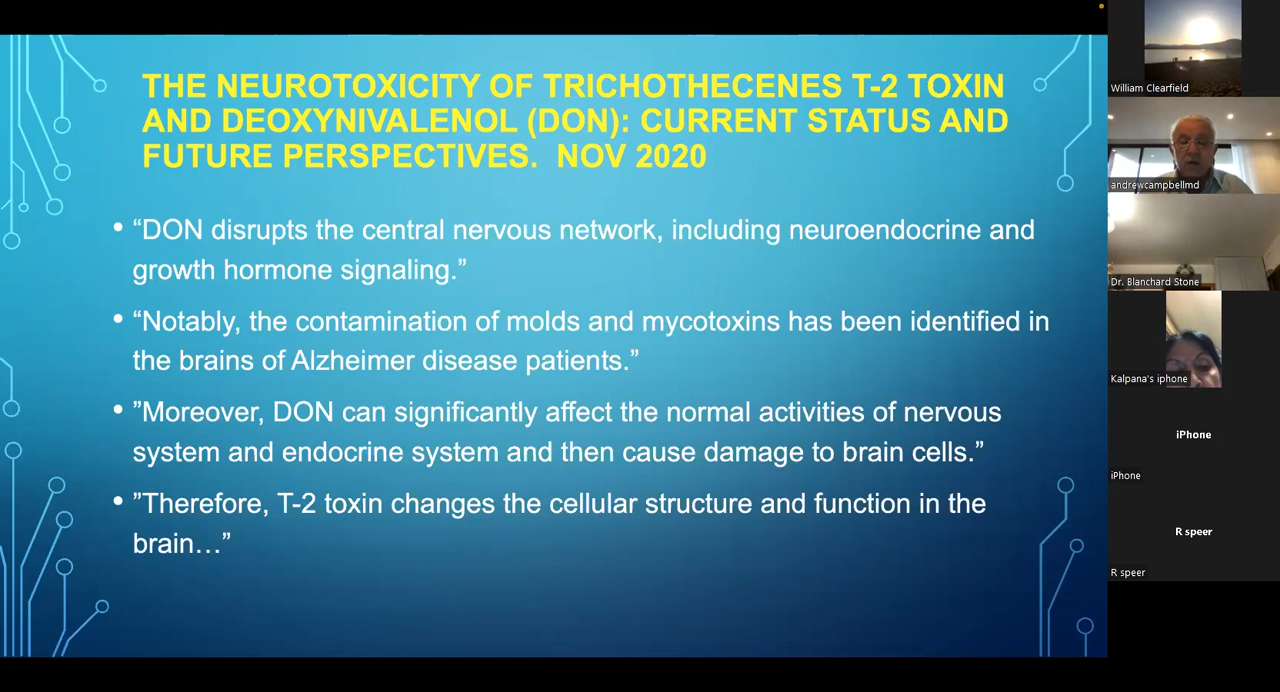 THE NEUROTOXICITY OF TRICHOTHECENES T-2 TOXIN
AND DEOXYNIVALENOL (DON): CURRENT STATUS AND
FUTURE PERSPECTIVES.  NOV 2020
• “DON disrupts the central nervous network, including neuroendocrine and
growth hormone signaling.”
• “Notably, the contamination of molds and mycotoxins has been identified in
the brains of Alzheimer disease patients.”
• ”Moreover, DON can significantly affect the normal activities of nervous
system and endocrine system and then cause damage to brain cells.”
• ”Therefore, T-2 toxin changes the cellular structure and function in the
brain…”
William Clearfield
andrewcampbellmd
Dr. Blanchard Stone
Kalpana's iphone
iPhone
iPhone
R speer
R speer